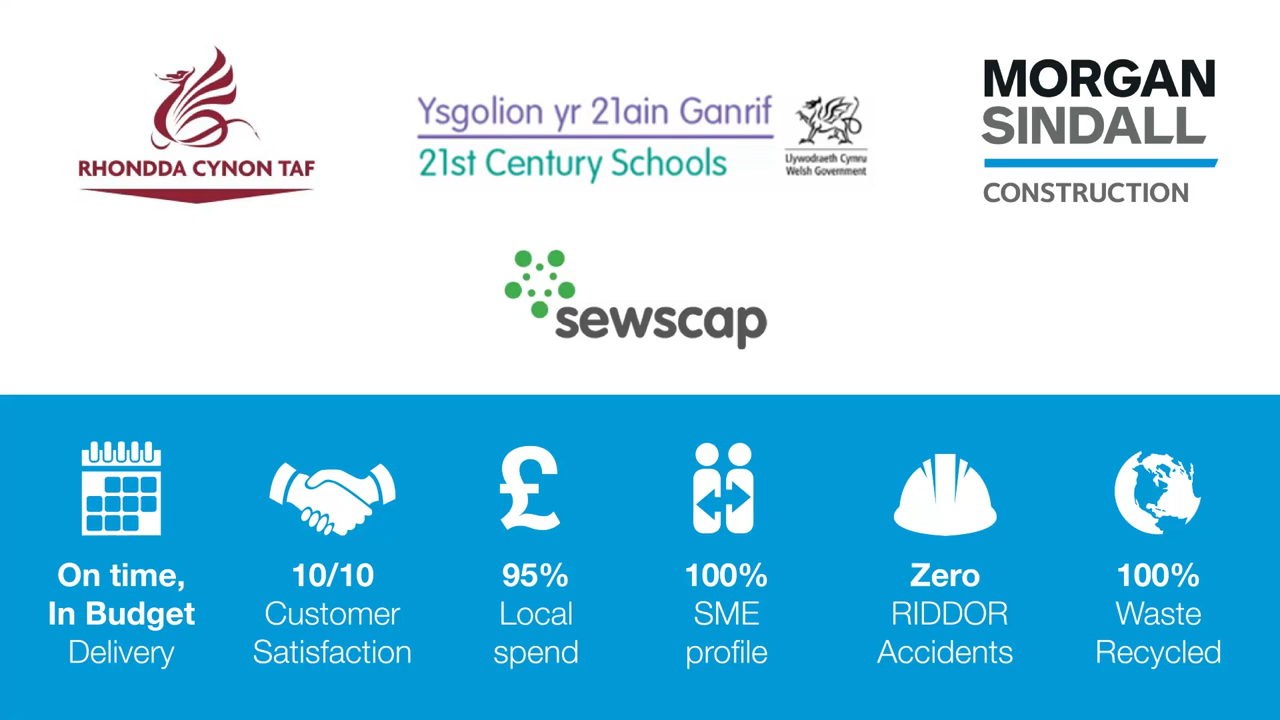 RHONDDA CYNON TAF
Ysgolion yr 21ain Ganrif
21st Century Schools
Llywodraeth Cymru
Welsh Government
MORGAN
SINDALL
CONSTRUCTION
sewscap
On time,
In Budget
Delivery
10/10
Customer
Satisfaction
£
95%
Local
spend
100%
SME
profile
Zero
RIDDOR
Accidents
100%
Waste
Recycled